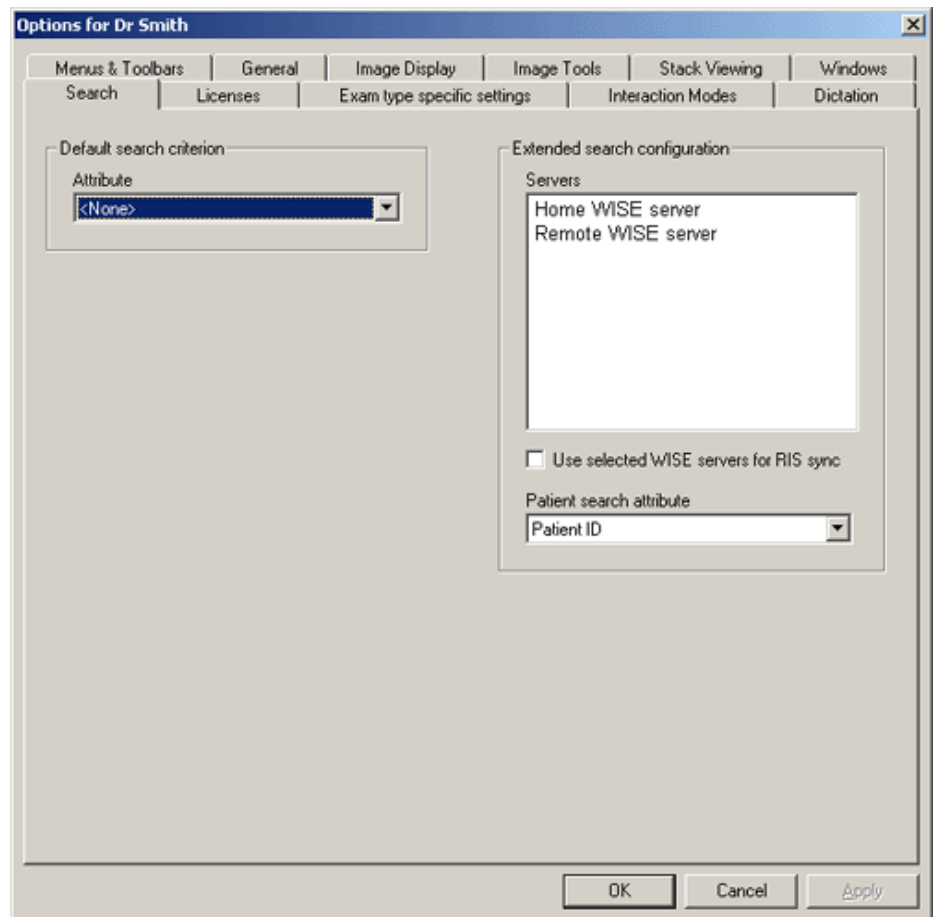 Options for Dr Smith
Menus & Toolbars General Image Display Image Tools Stack Viewing Windows
Search Licenses Exam type specific settings Interaction Modes Dictation
Default search criterion
Attribute
<None>
Extended search configuration
Servers
Home WISE server
Remote WISE server
Use selected WISE servers for RIS sync
Patient search attribute
Patient ID
OK Cancel Apply